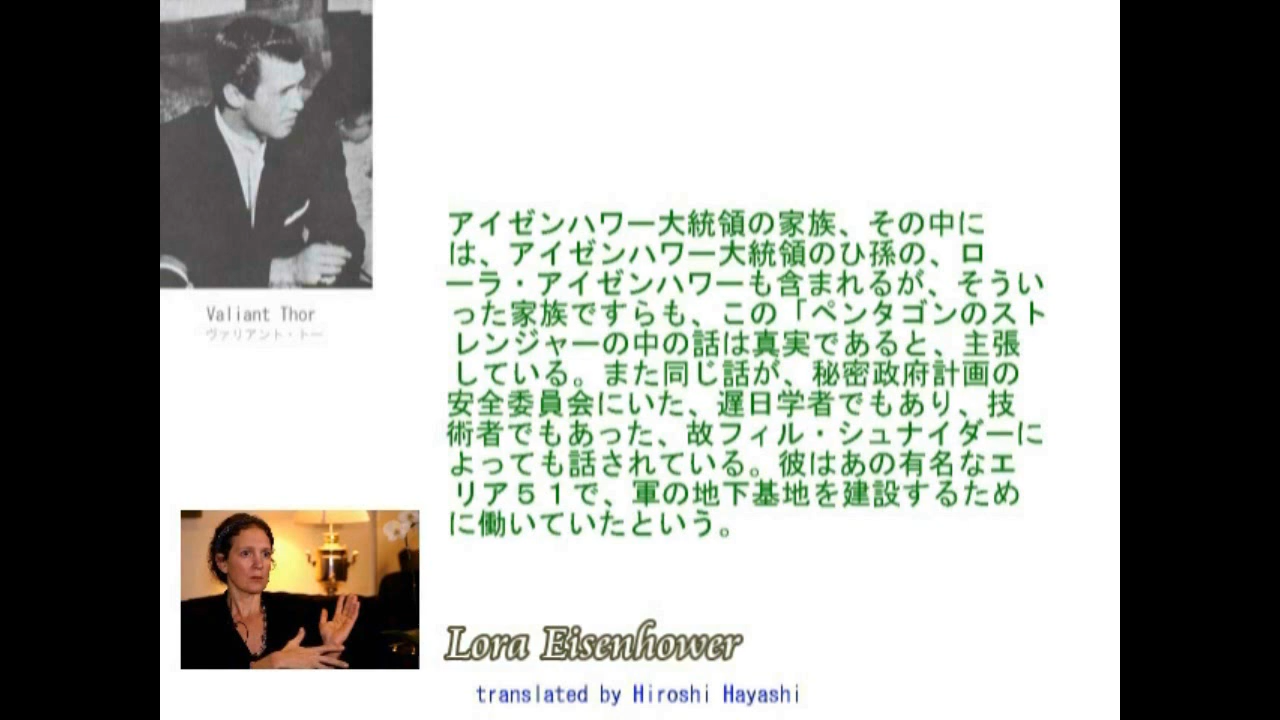 Valiant Thor
ヴァリアント・トー
アイゼンハワー大統領の家族、その中に
は、アイゼンハワー大統領のひ孫の、ロ
ーラ・アイゼンハワーも含まれるが、そうい
った家族ですらも、この「ペンタゴンのスト
レンジャーの中の話は真実であると、主張
している。また同じ話が、秘密政府計画の
安全委員会にいた、遅日学者でもあり、技
術者でもあった、故フィル・シュナイダーに
よっても話されている。彼はあの有名なエ
リア５１で、軍の地下基地を建設するため
に働いていたという。
Lora Eisenhower
translated by Hiroshi Hayashi